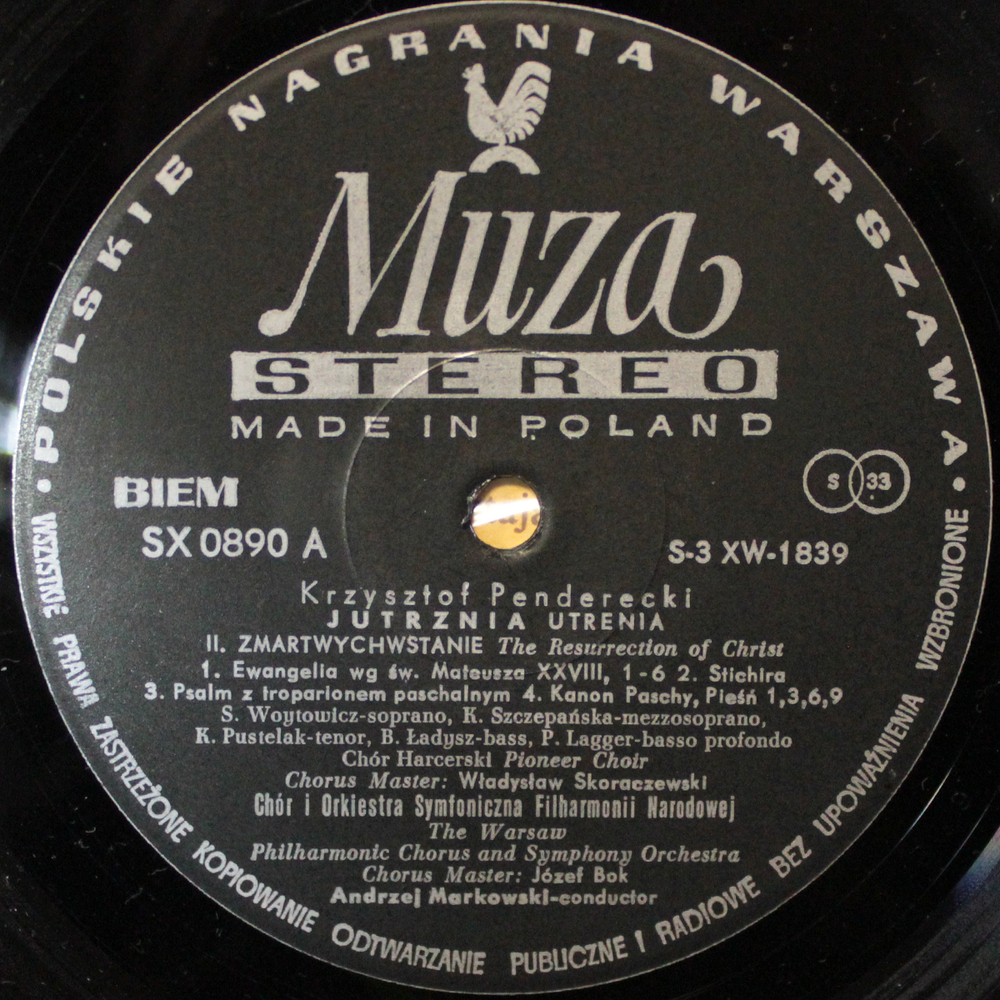 • POLSKIE NAGRANIA WARSZAWA •
Muza
STEREO
MADE IN POLAND
BIEM
S 33
SX 0890 A
S-3 XW-1839
Krzysztof Penderecki
JUTRZNIA UTRENIA
II. ZMARTWYCHWSTANIE The Resurrection of Christ
1. Ewangelia wg św. Mateusza XXVIII, 1-6 2. Stichira
3. Psalm z troparionem paschalnym 4. Kanon Paschy, Pieśń 1,3,6,9
S. Woytowicz-soprano, K. Szczepańska-mezzosoprano,
K. Pustelak-tenor, B. Ładysz-bass, P. Lagger-basso profondo
Chór Harcerski Pioneer Choir
Chorus Master: Władysław Skoraczewski
Chór i Orkiestra Symfoniczna Filharmonii Narodowej
The Warsaw
Philharmonic Chorus and Symphony Orchestra
Chorus Master: Józef Bok
Andrzej Markowski-conductor
PRAWA ZASTRZEŻONE KOPIOWANIE ODTWARZANIE PUBLICZNE I RADIOWE BEZ UPOWAŻNIENIA WZBRONIONE